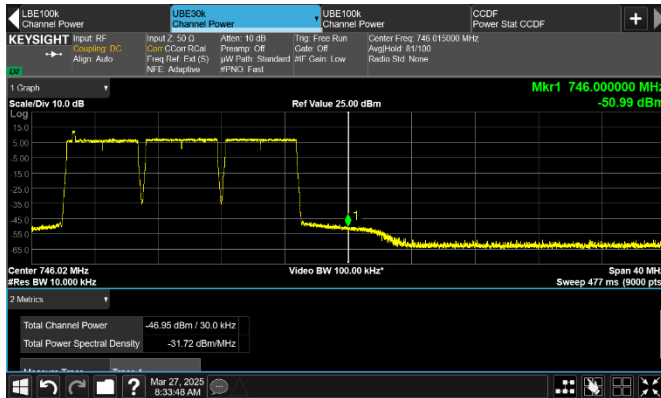 LBE100k
Channel Power
UBE30k
Channel Power
UBE100k
Channel Power
CCDF
Power Stat CCDF
KEYSIGHT
Input: RF
Coupling: DC
Align: Auto
Input Z: 50 Ω
Corr CCorr RCal
Freq Ref: Ext (S)
NFE: Adaptive
Atten: 10 dB
Preamp: Off
µW Path: Standard
#PNO: Fast
Trig: Free Run
Gate: Off
#IF Gain: Low
Center Freq: 746.015000 MHz
Avg|Hold: 81/100
Radio Std: None
1 Graph
Mkr1 746.000000 MHz
Scale/Div 10.0 dB
Ref Value 25.00 dBm
-50.99 dBm
Log
15.0
5.00
-5.00
-15.0
-25.0
-35.0
-45.0
-55.0
-65.0
1
Center 746.02 MHz
Video BW 100.00 kHz*
Span 40 MHz
#Res BW 10.000 kHz
Sweep 477 ms (9000 pts
2 Metrics
Total Channel Power
-46.95 dBm / 30.0 kHz
Total Power Spectral Density
-31.72 dBm/MHz
Mar 27, 2025
8:33:48 AM